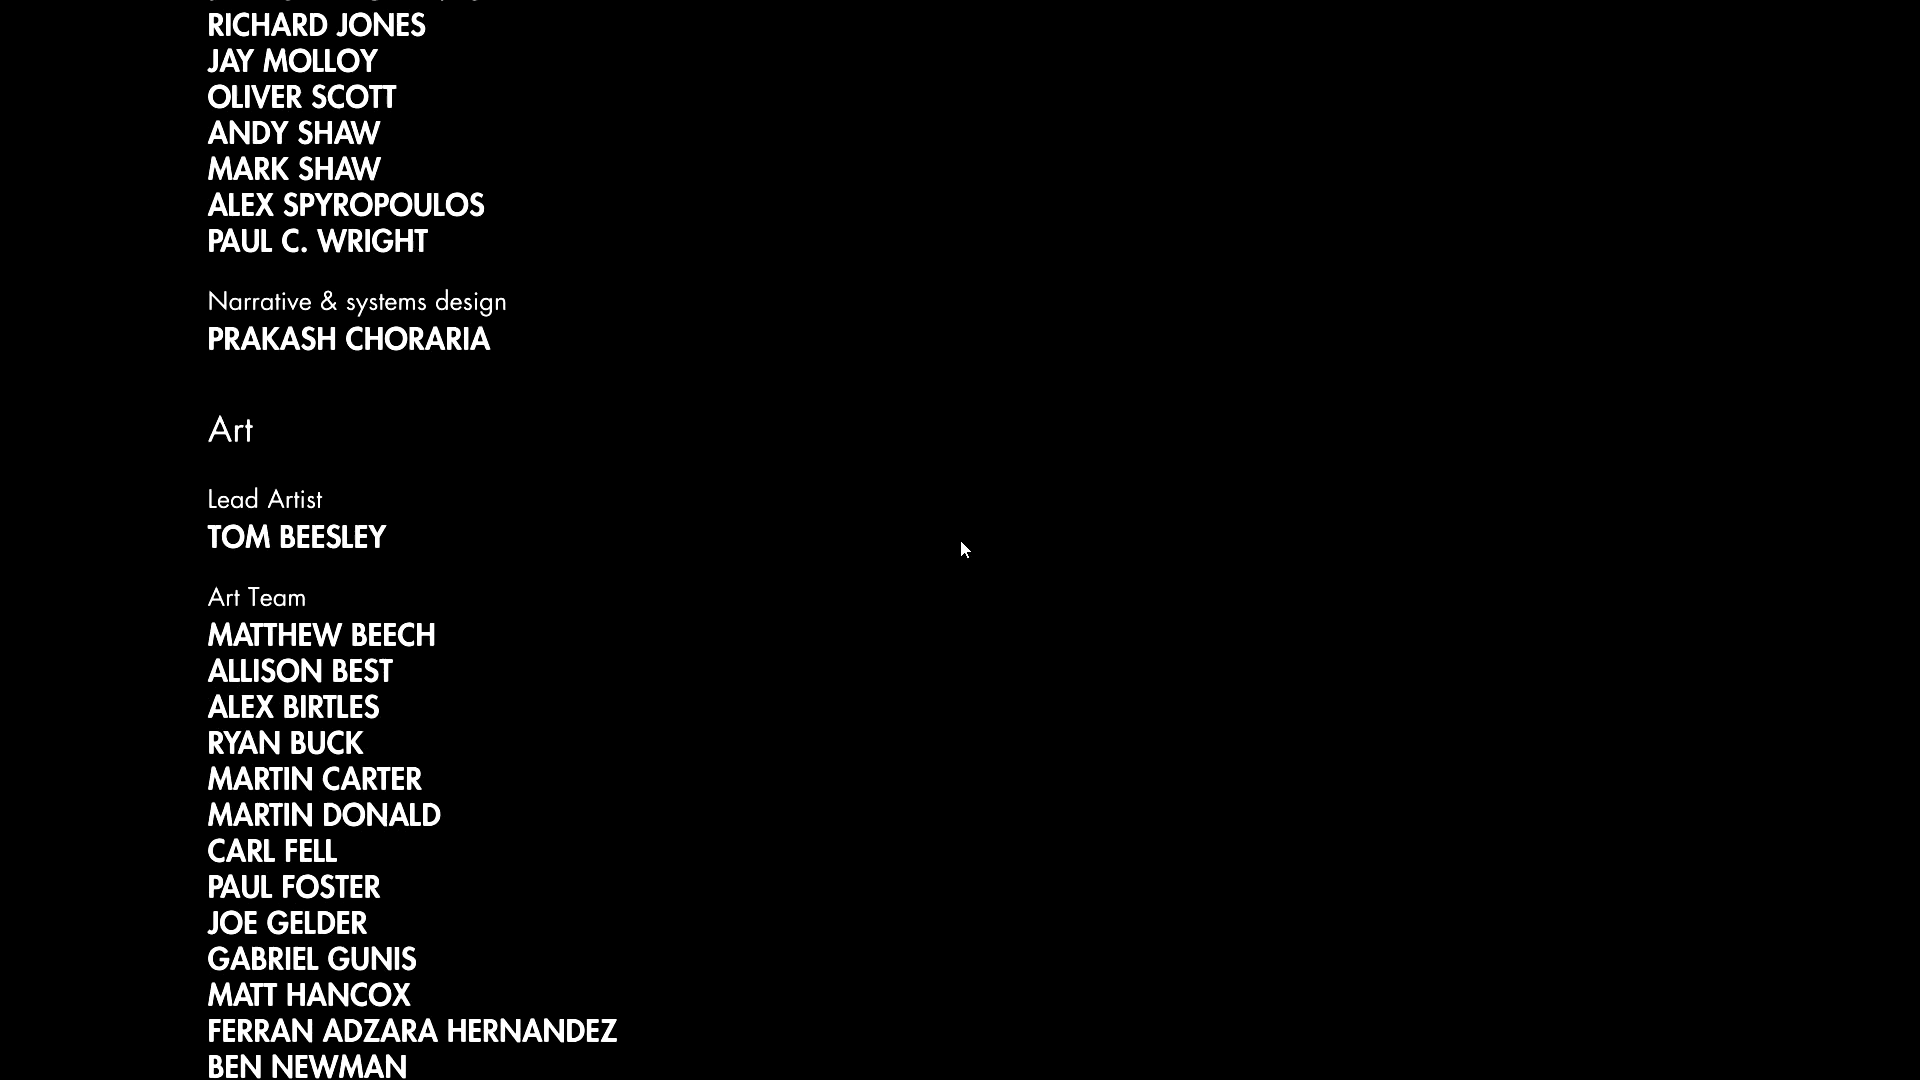 RICHARD JONES
JAY MOLLOY
OLIVER SCOTT
ANDY SHAW
MARK SHAW
ALEX SPYROPOULOS
PAUL C. WRIGHT
Narrative & systems design
PRAKASH CHORARIA
Art
Lead Artist
TOM BEESLEY
Art Team
MATTHEW BEECH
ALLISON BEST
ALEX BIRTLES
RYAN BUCK
MARTIN CARTER
MARTIN DONALD
CARL FELL
PAUL FOSTER
JOE GELDER
GABRIEL GUNIS
MATT HANCOX
FERRAN ADZARA HERNANDEZ
BEN NEWMAN